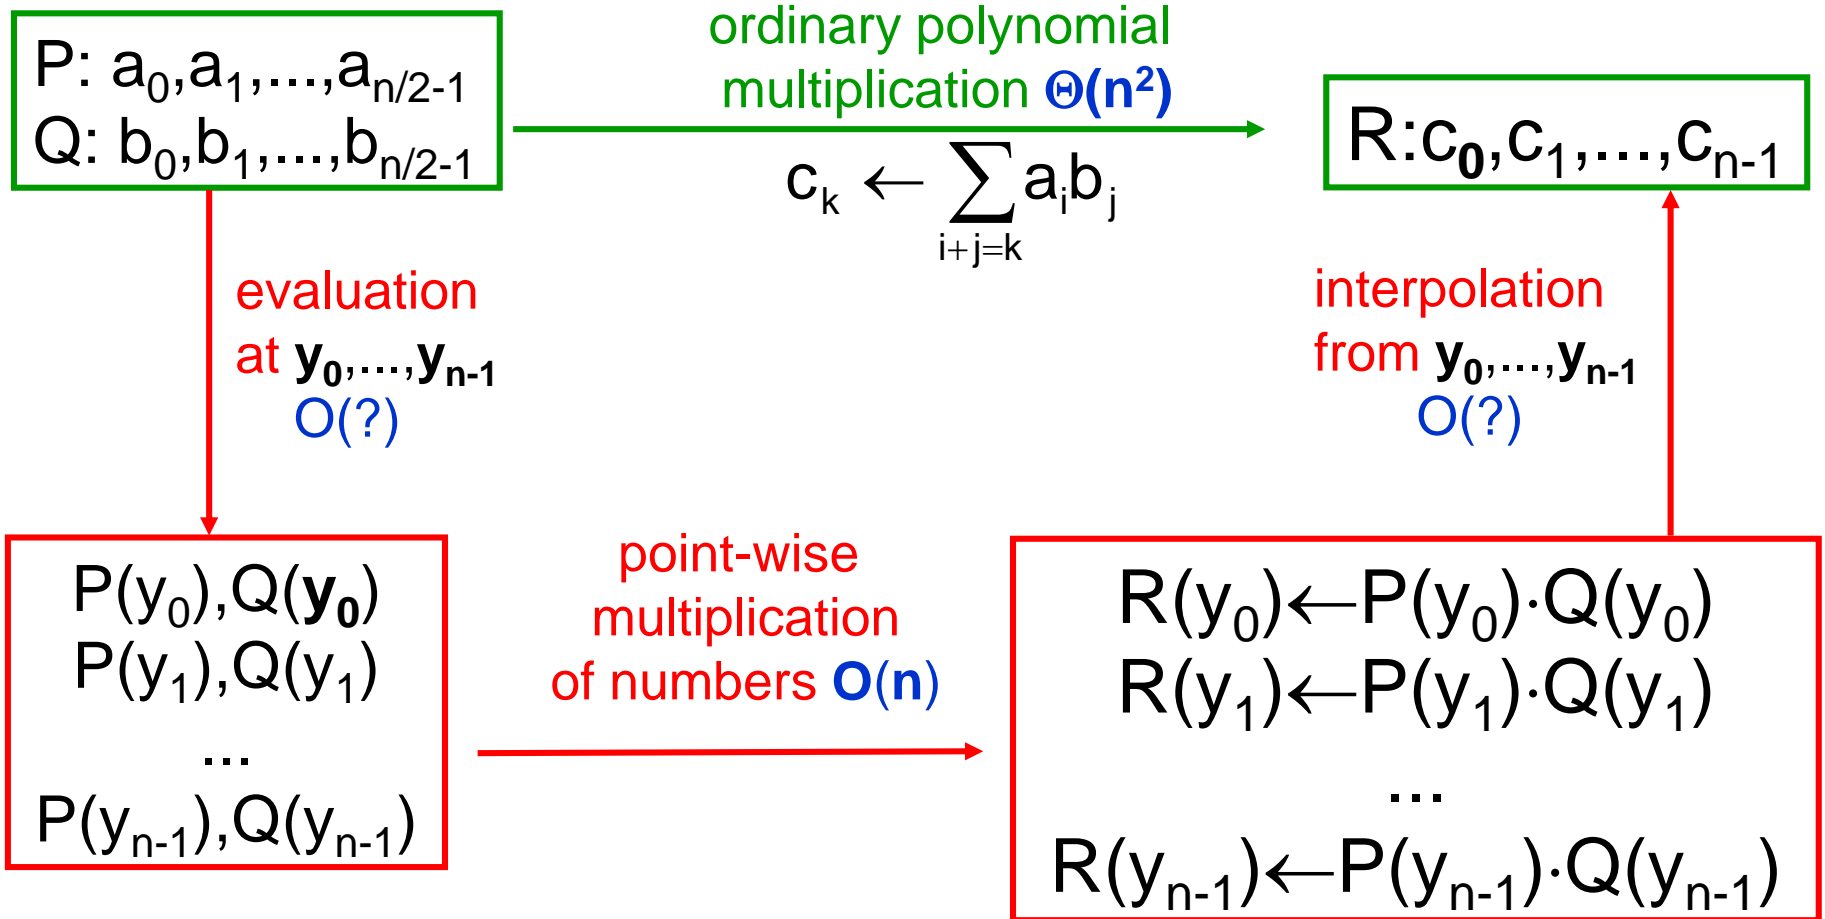 P: a₀,a₁,...,aₙ/₂₋₁
Q: b₀,b₁,...,bₙ/₂₋₁
ordinary polynomial
multiplication Θ(n²)
cₖ ← ∑ aᵢbⱼ
i+j=k
R:c₀,c₁,...,cₙ₋₁
evaluation
at y₀,...,yₙ₋₁
O(?)
interpolation
from y₀,...,yₙ₋₁
O(?)
P(y₀),Q(y₀)
P(y₁),Q(y₁)
...
P(yₙ₋₁),Q(yₙ₋₁)
point-wise
multiplication
of numbers O(n)
R(y₀)←P(y₀)·Q(y₀)
R(y₁)←P(y₁)·Q(y₁)
...
R(yₙ₋₁)←P(yₙ₋₁)·Q(yₙ₋₁)